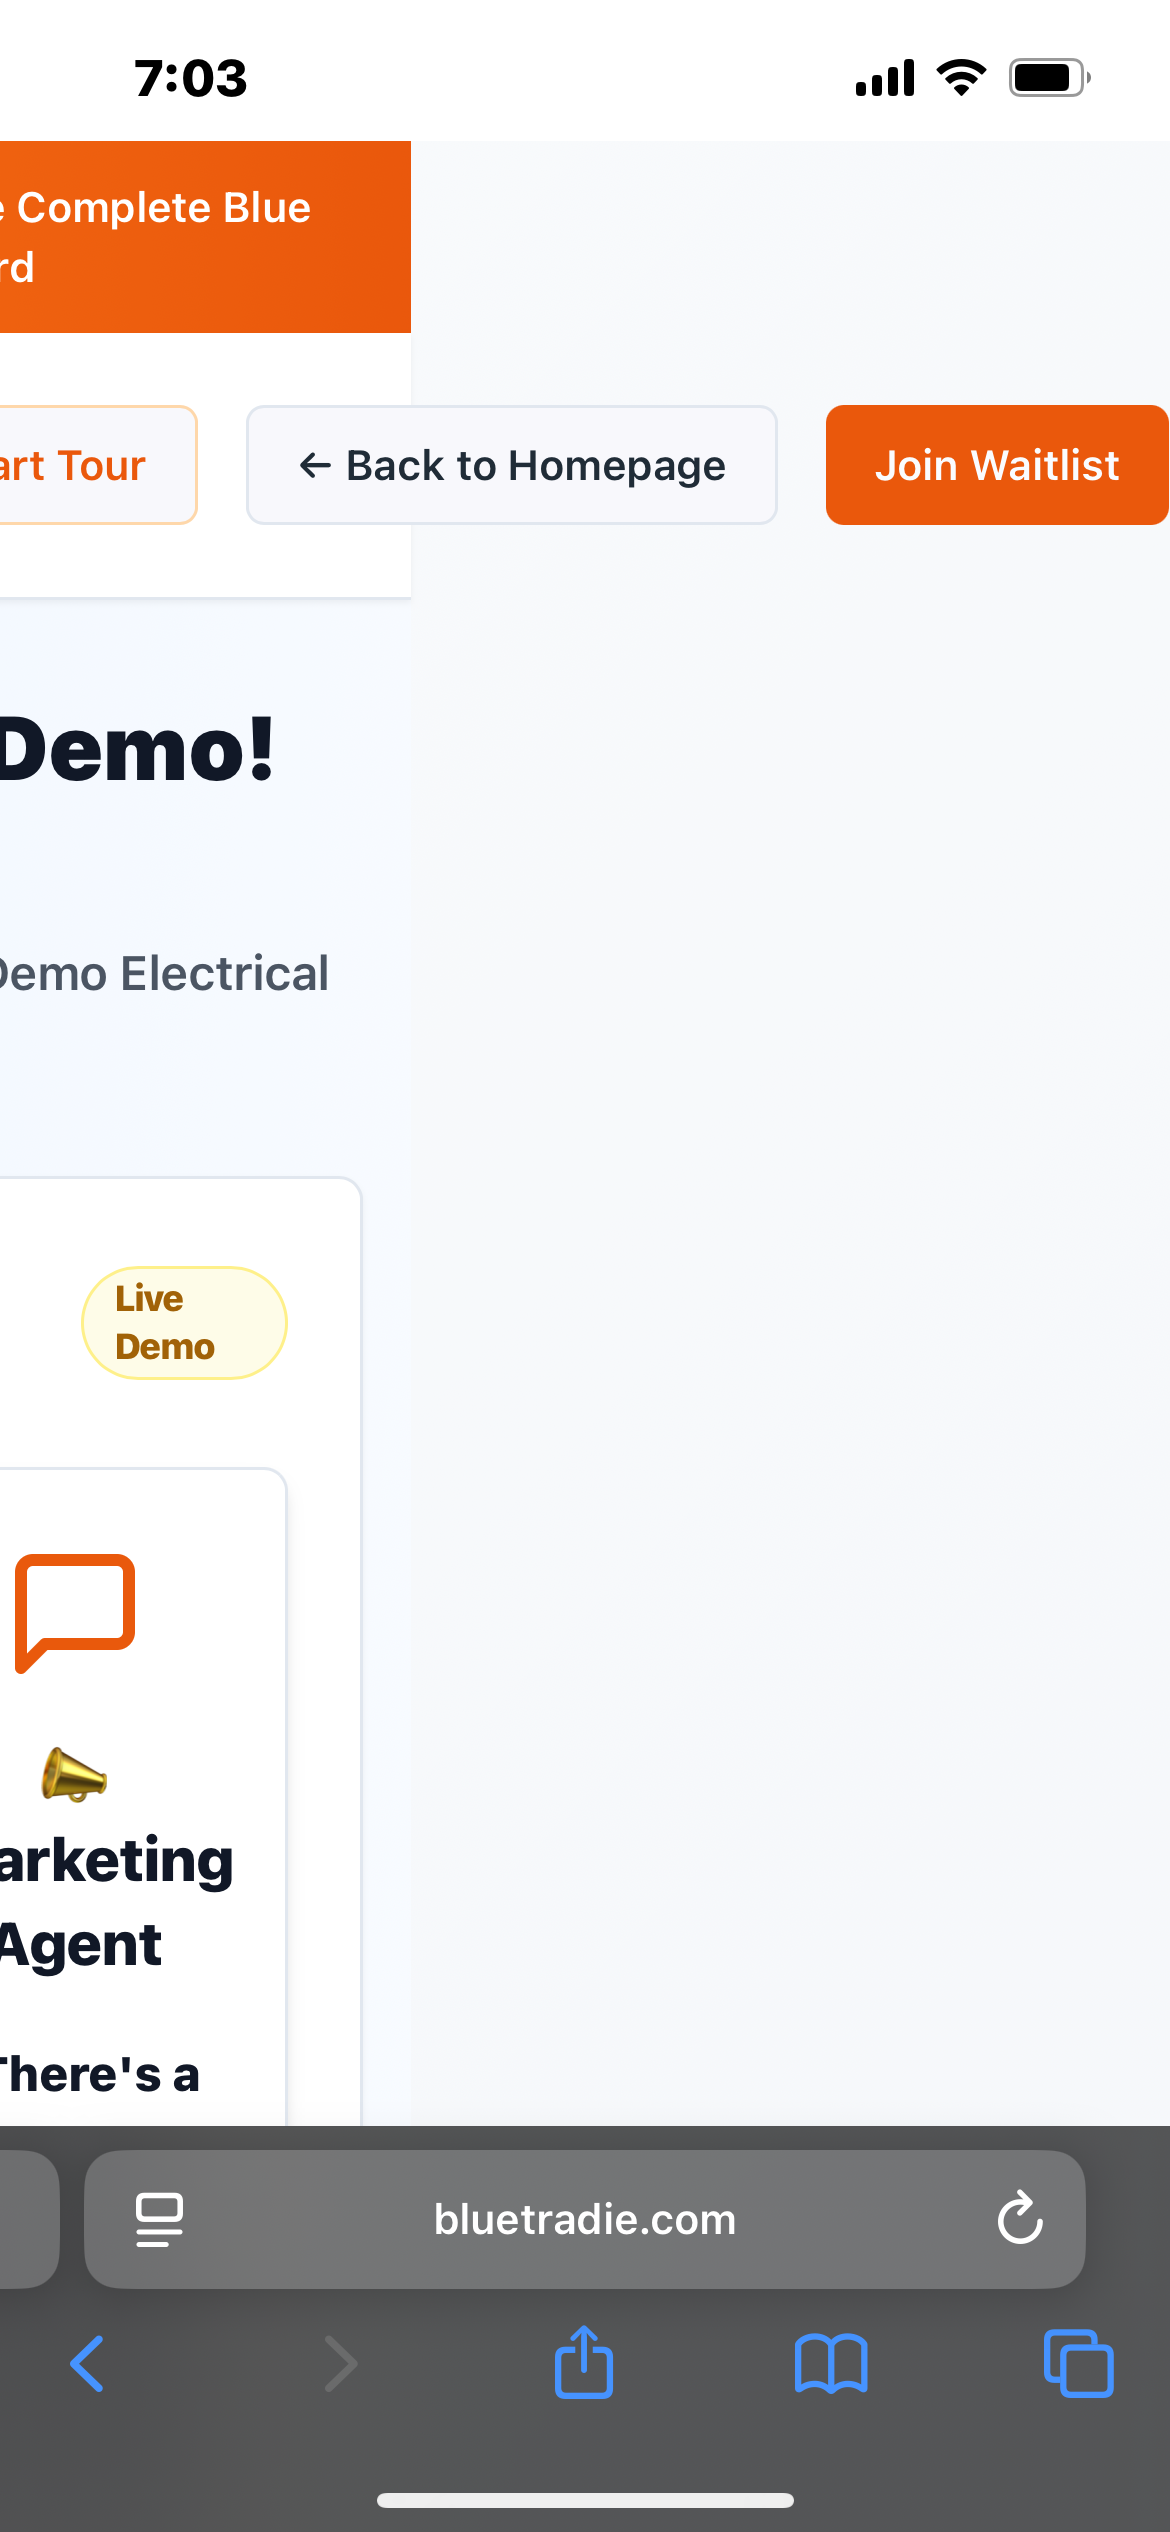 7:03
e Complete Blue
rd
art Tour
← Back to Homepage
Join Waitlist
Demo!
Demo Electrical
Live
Demo
arketing
Agent
There's a
bluetradie.com